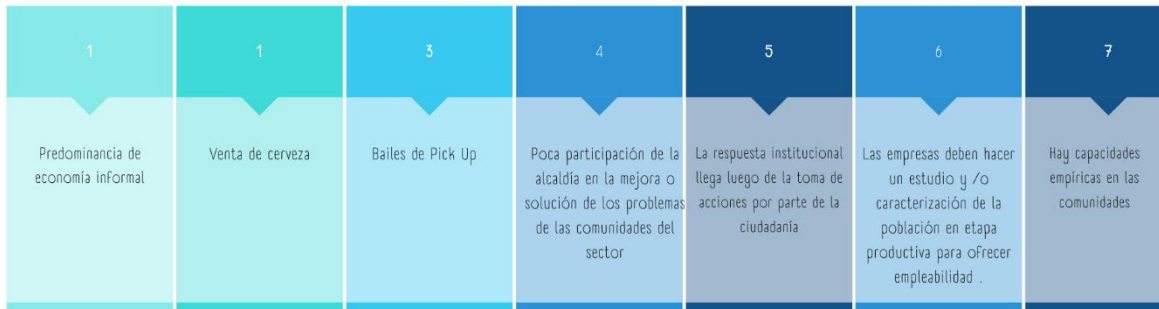 1
Predominancia de
economía informal
1
Venta de cerveza
3
Bailes de Pick Up
4
Poca participación de la
alcaldía en la mejora o
solución de los problemas
de las comunidades del
sector
5
La respuesta institucional
llega luego de la toma de
acciones por parte de la
ciudadanía
6
Las empresas deben hacer
un estudio y /o
caracterización de la
población en etapa
productiva para ofrecer
empleabilidad .
7
Hay capacidades
empíricas en las
comunidades